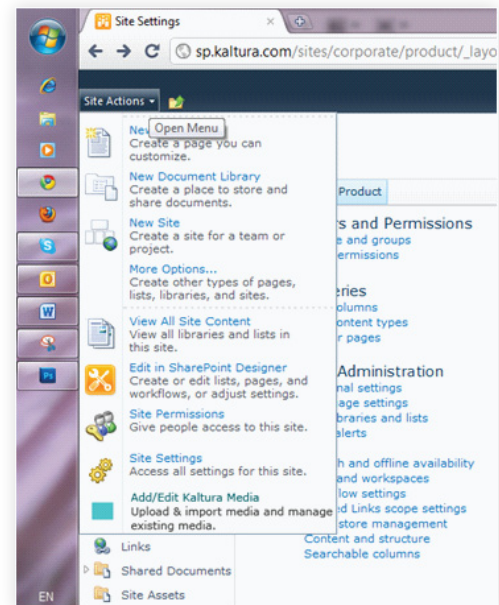 Site Settings
sp.kaltura.com/sites/corporate/product/_layo
Site Actions
Open Menu
New
Create a page you can
customize.
New Document Library
Create a place to store and
share documents.
New Site
Create a site for a team or
project.
More Options...
Create other types of pages,
lists, libraries, and sites.
View All Site Content
View all libraries and lists in
this site.
Edit in SharePoint Designer
Create or edit lists, pages, and
workflows, or adjust settings.
Site Permissions
Give people access to this site.
Site Settings
Access all settings for this site.
Add/Edit Kaltura Media
Upload & import media and manage
existing media.
Links
Shared Documents
Site Assets
Product
s and Permissions
e and groups
ermissions
ries
olumns
ontent types
r pages
Administration
nal settings
age settings
braries and lists
alerts
h and offline availability
and workspaces
low settings
ed Links scope settings
store management
Content and structure
Searchable columns
EN